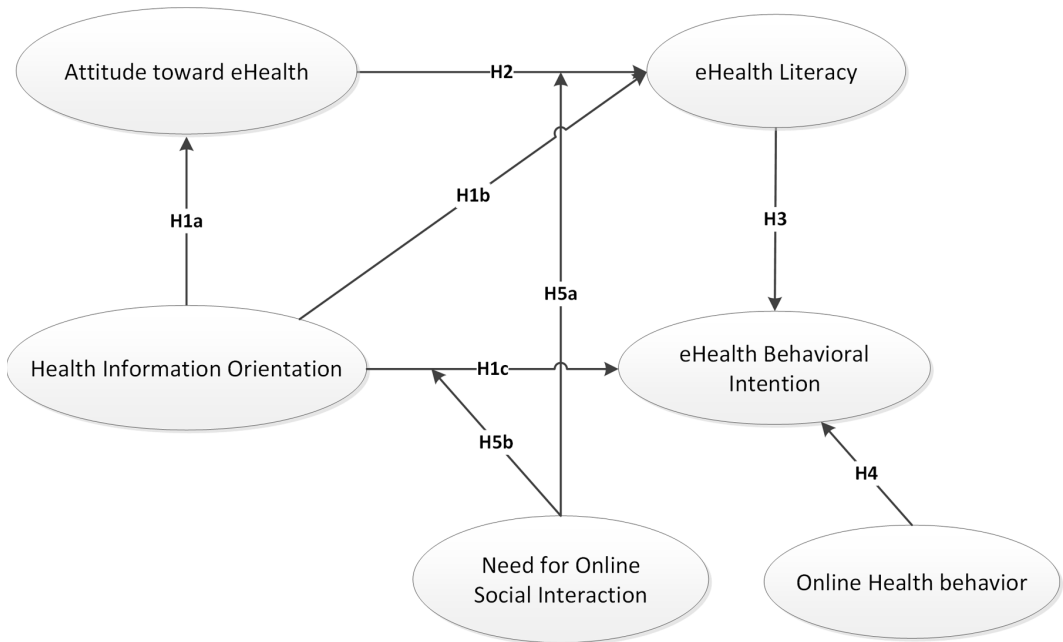 Attitude toward eHealth
H2
eHealth Literacy
H1b
H1a
H3
H5a
Health Information Orientation
H1c
eHealth Behavioral
Intention
H5b
H4
Need for Online
Social Interaction
Online Health behavior